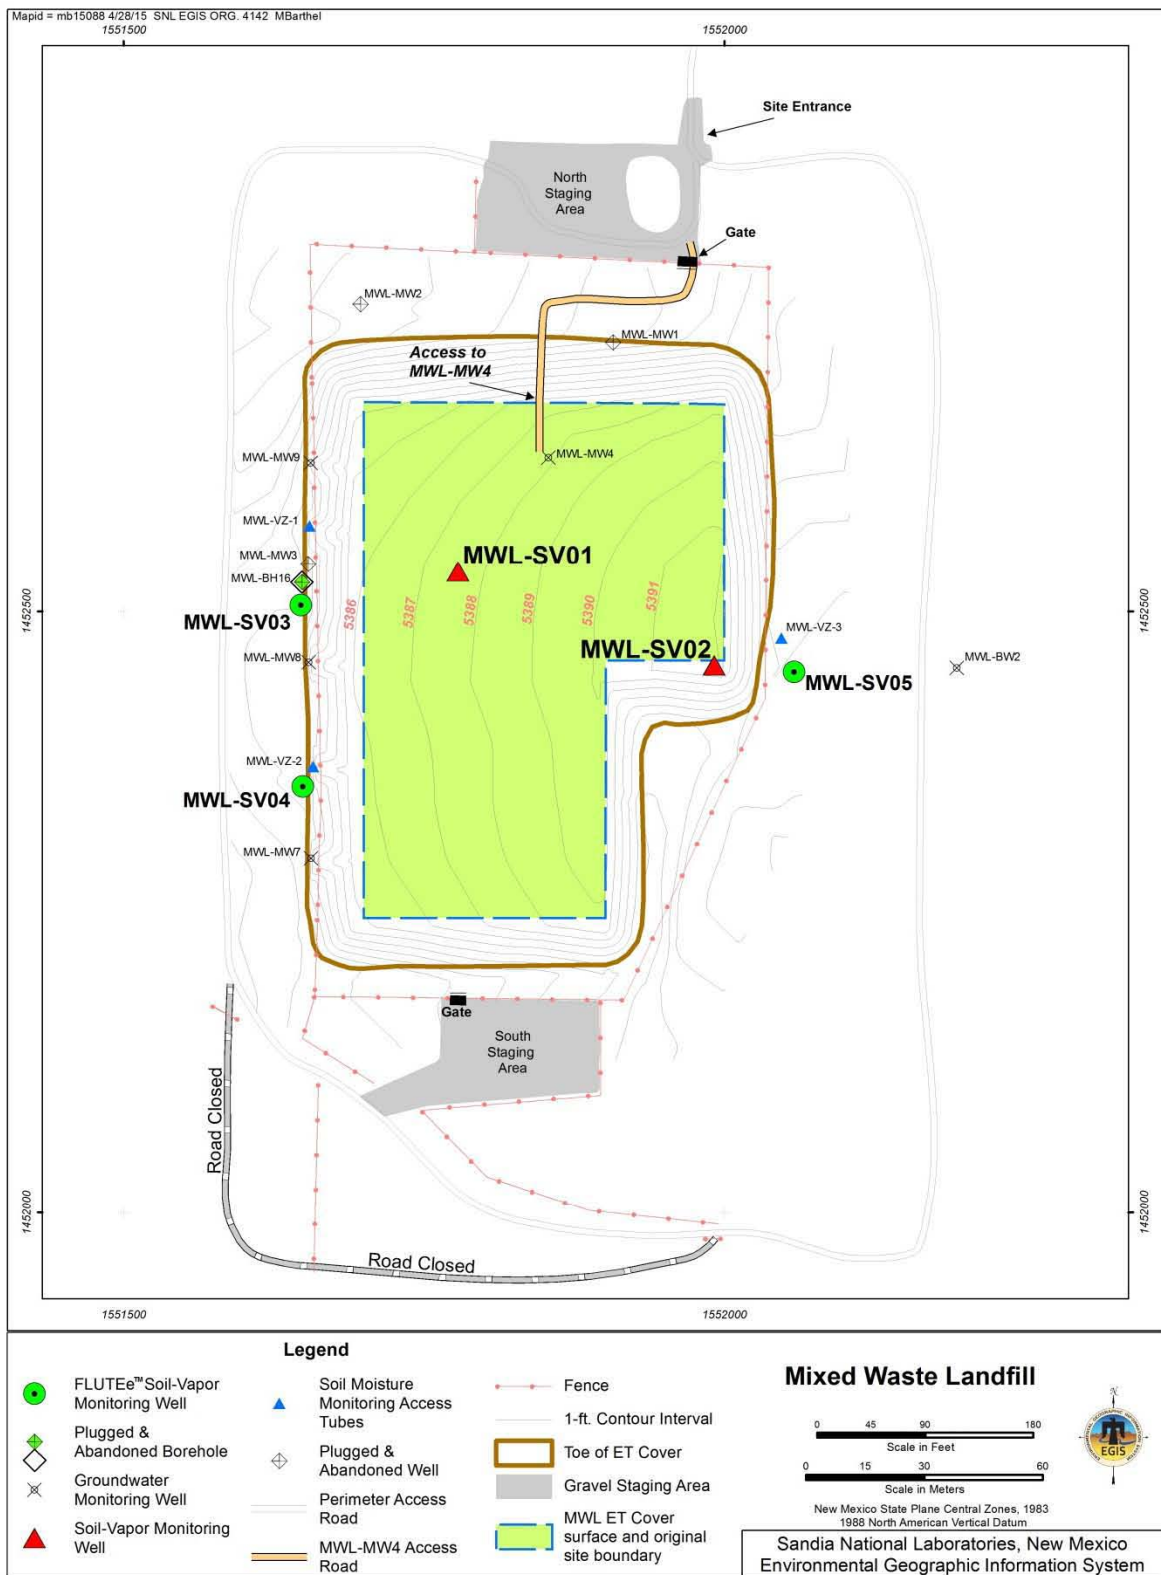 Mapid = mb15088 4/28/15 SNL EGIS ORG. 4142 MBarthel
1551500
1552000
Site Entrance
North
Staging
Area
Gate
MWL-MW2
MWL-MW1
Access to
MWL-MW4
MWL-MW9
MWL-MW4
MWL-VZ-1
MWL-SV01
MWL-MW3
MWL-BH16
1452500
1452500
MWL-SV03
5386
5387
5388
5389
5390
5391
MWL-VZ-3
MWL-MW8
MWL-SV02
MWL-BW2
MWL-SV05
MWL-VZ-2
MWL-SV04
MWL-MW7
Gate
South
Staging
Area
Road Closed
1452000
1452000
Road Closed
1551500
1552000
Legend
FLUTEe™ Soil-Vapor
Monitoring Well
Plugged &
Abandoned Borehole
Groundwater
Monitoring Well
Soil-Vapor Monitoring
Well
Soil Moisture
Monitoring Access
Tubes
Plugged &
Abandoned Well
Perimeter Access
Road
MWL-MW4 Access
Road
Fence
1-ft. Contour Interval
Toe of ET Cover
Gravel Staging Area
MWL ET Cover
surface and original
site boundary
Mixed Waste Landfill
0 45 90 180
Scale in Feet
0 15 30 60
Scale in Meters
N
EGIS
New Mexico State Plane Central Zones, 1983
1988 North American Vertical Datum
Sandia National Laboratories, New Mexico
Environmental Geographic Information System